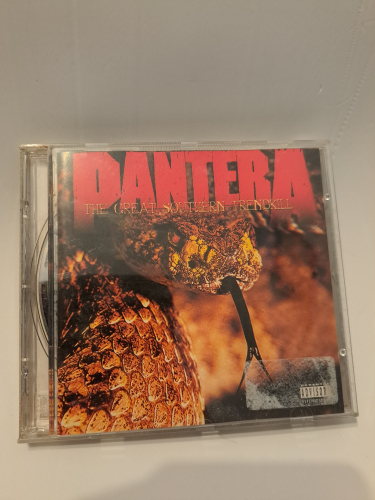 PANTERA
THE GREAT SOUTHERN TRENDKILL
PARENTAL
ADVISORY